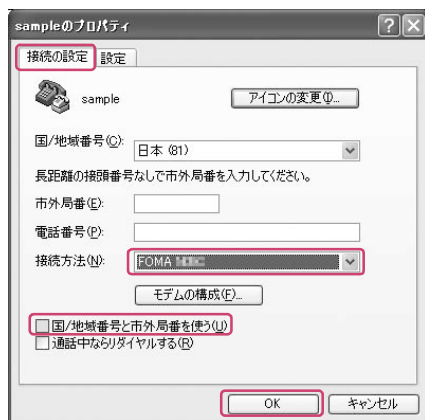 sampleのプロパティ
接続の設定 設定
sample
アイコンの変更(I)...
国/地域番号(C):
日本 (81)
長距離の接頭番号なしで市外局番を入力してください。
市外局番(E):
電話番号(P):
接続方法(N):
FOMA
モデムの構成(F)...
国/地域番号と市外局番を使う(U)
通話中ならリダイヤルする(R)
OK キャンセル